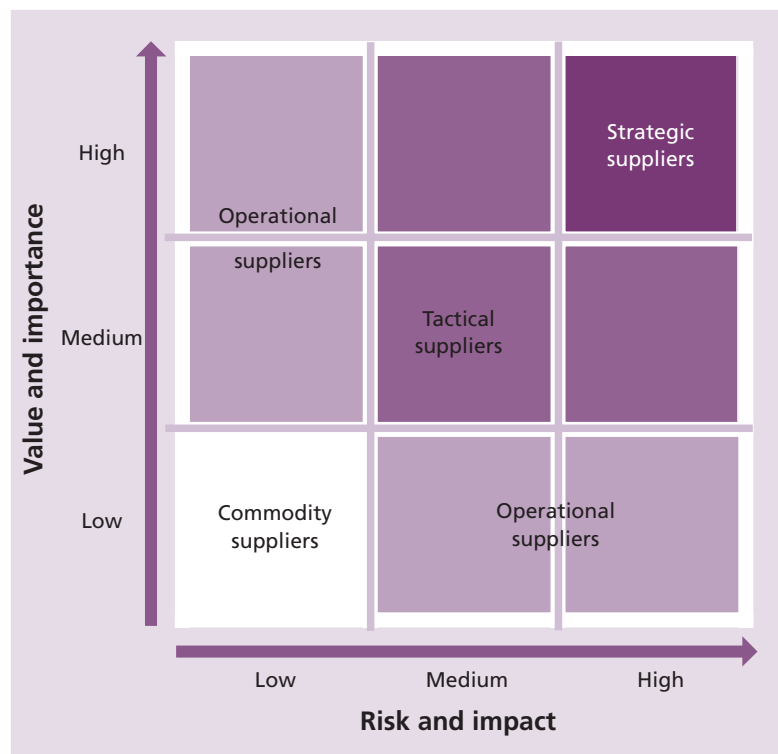 High
Strategic
suppliers
Operational
suppliers
Value and importance
Medium
Tactical
suppliers
Low
Commodity
suppliers
Operational
suppliers
Low
Medium
High
Risk and impact